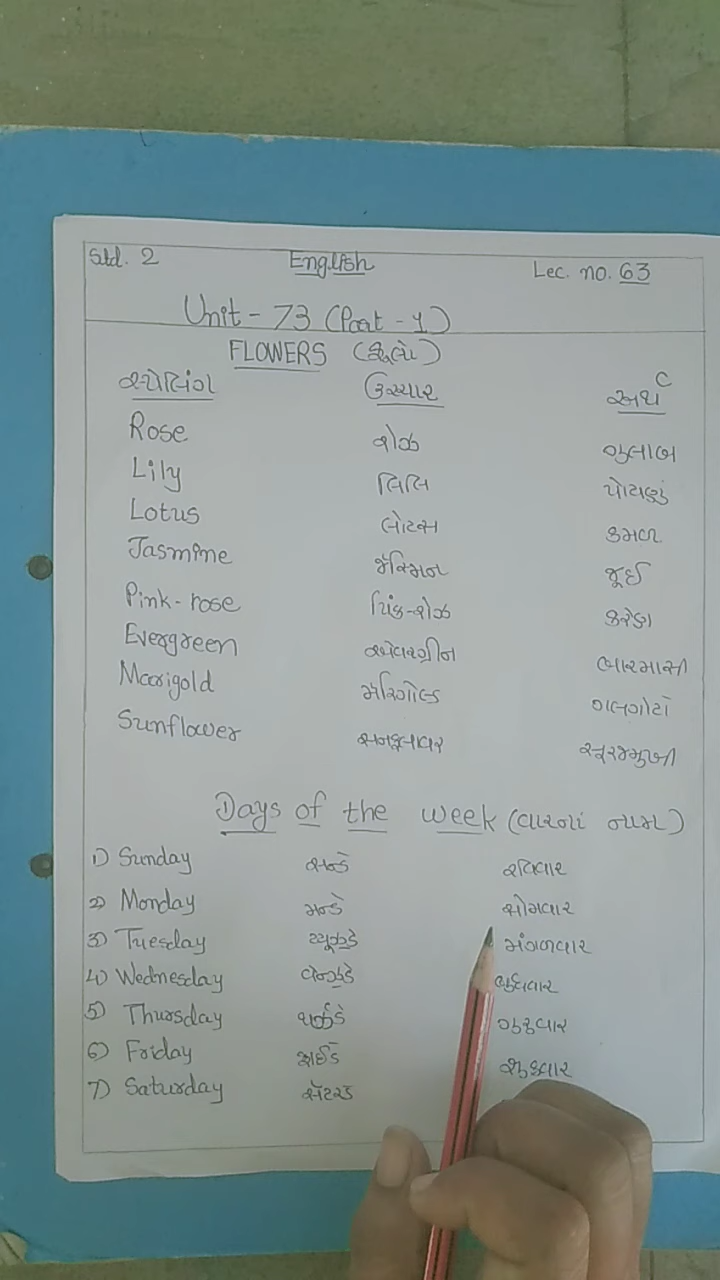 Std. 2 English Lec. no. 63
Unit - 73 (Part - 1)
FLOWERS (ફૂલો)
સ્પેલિંગ ઉચ્ચાર અર્થ
Rose રોઝ ગુલાબ
Lily લિલિ પોયણું
Lotus લોટસ કમળ
Jasmine જૅસ્મિન જૂઈ
Pink-rose પિંક-રોઝ કરેણ
Evergreen એવરગ્રીન બારમાસી
Marigold મૅરિગોલ્ડ ગલગોટો
Sunflower સનફ્લાવર સૂરજમુખી
Days of the week (વારનાં નામ)
1) Sunday સન્ડે રવિવાર
2) Monday મન્ડે સોમવાર
3) Tuesday ટ્યૂઝડે મંગળવાર
4) Wednesday વેન્ઝડે બુધવાર
5) Thursday થર્ઝડે ગુરુવાર
6) Friday ફ્રાઈડે શુક્રવાર
7) Saturday સૅટરડે